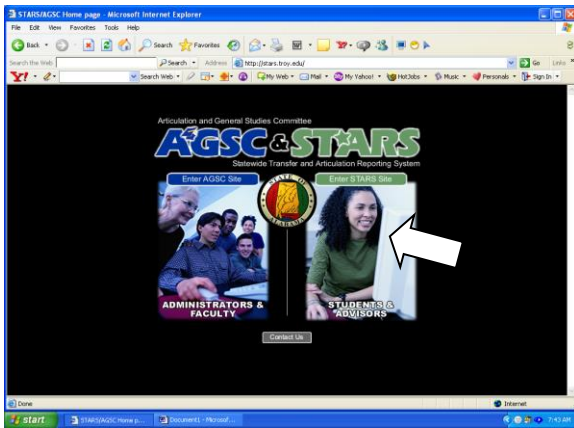 STARS/AGSC Home page - Microsoft Internet Explorer
File Edit View Favorites Tools Help
Back Search Favorites
Search the Web Search Address http://stars.troy.edu/ Go Links
Y! Search Web My Web Mail My Yahoo! HotJobs Music Personals Sign In
Articulation and General Studies Committee
AGSC & STARS
Statewide Transfer and Articulation Reporting System
Enter AGSC Site
Enter STARS Site
STATE OF
ALABAMA
ADMINISTRATORS &
FACULTY
STUDENTS &
ADVISORS
Contact Us
Done Internet
start STARS/AGSC Home p... Document1 - Microsof... 7:43 AM